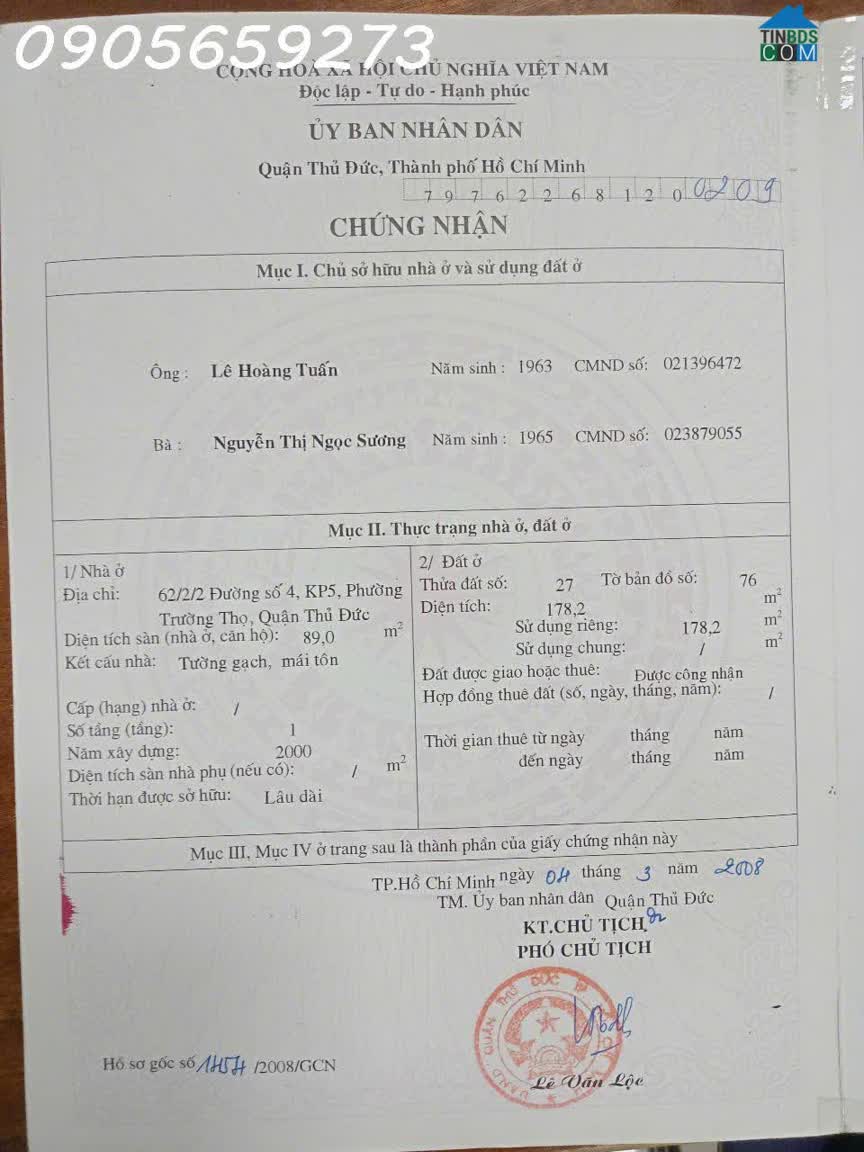 0905659273
TINBDS
COM
CỘNG HOÀ XÃ HỘI CHỦ NGHĨA VIỆT NAM
Độc lập - Tự do - Hạnh phúc
ỦY BAN NHÂN DÂN
Quận Thủ Đức, Thành phố Hồ Chí Minh
7 9 7 6 2 2 6 8 1 2 0 0 2 0 9
CHỨNG NHẬN
Mục I. Chủ sở hữu nhà ở và sử dụng đất ở
Ông : Lê Hoàng Tuấn Năm sinh : 1963 CMND số: 021396472
Bà : Nguyễn Thị Ngọc Sương Năm sinh : 1965 CMND số: 023879055
Mục II. Thực trạng nhà ở, đất ở
1/ Nhà ở
Địa chỉ: 62/2/2 Đường số 4, KP5, Phường
Trường Thọ, Quận Thủ Đức
Diện tích sàn (nhà ở, căn hộ): 89,0 m²
Kết cấu nhà: Tường gạch, mái tôn
Cấp (hạng) nhà ở: /
Số tầng (tầng): 1
Năm xây dựng: 2000
Diện tích sàn nhà phụ (nếu có): / m²
Thời hạn được sở hữu: Lâu dài
2/ Đất ở
Thửa đất số: 27 Tờ bản đồ số: 76
Diện tích: 178,2 m²
Sử dụng riêng: 178,2 m²
Sử dụng chung: / m²
Đất được giao hoặc thuê: Được công nhận
Hợp đồng thuê đất (số, ngày, tháng, năm): /
Thời gian thuê từ ngày tháng năm
đến ngày tháng năm
Mục III, Mục IV ở trang sau là thành phần của giấy chứng nhận này
TP.Hồ Chí Minh ngày 04 tháng 3 năm 2008
TM. Ủy ban nhân dân Quận Thủ Đức
KT.CHỦ TỊCH
PHÓ CHỦ TỊCH
Lê Văn Lộc
Hồ sơ gốc số 1454 /2008/GCN